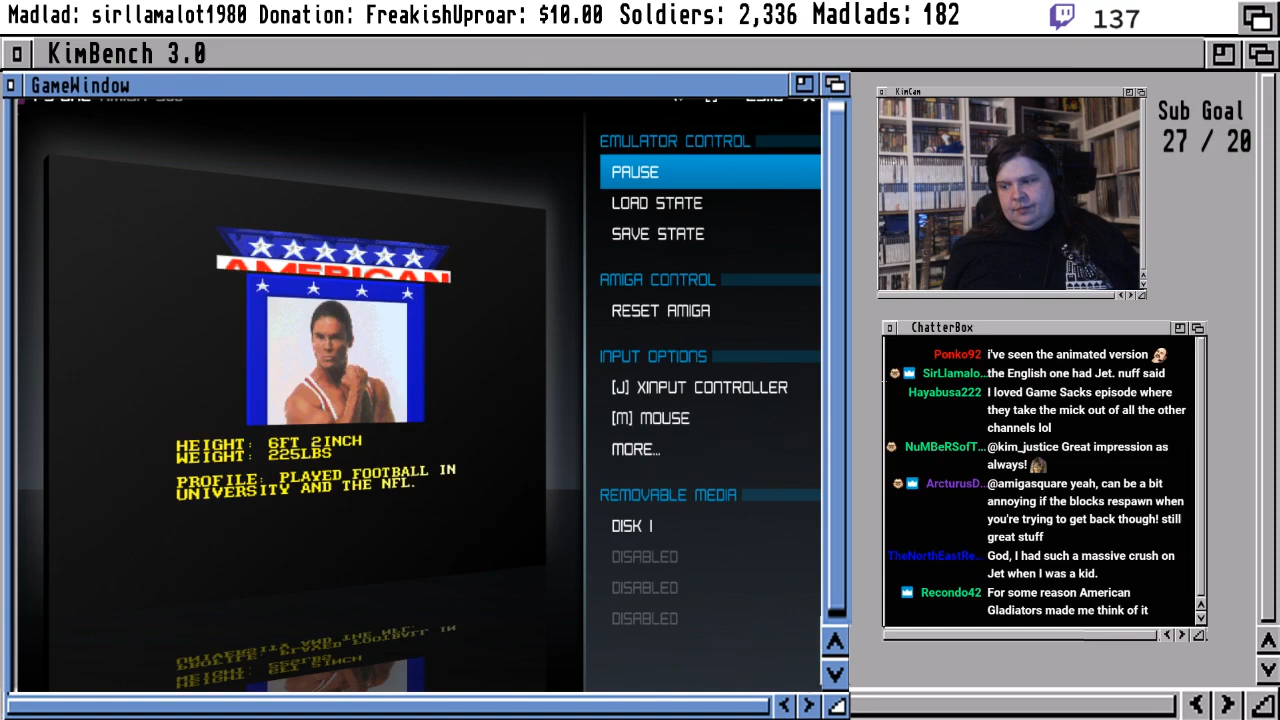 Madlad: sirllamalot1980 Donation: FreakishUproar: $10.00 Soldiers: 2,336 Madlads: 182
137
KimBench 3.0
GameWindow
EMULATOR CONTROL
PAUSE
LOAD STATE
SAVE STATE
AMIGA CONTROL
RESET AMIGA
INPUT OPTIONS
[J] XINPUT CONTROLLER
[M] MOUSE
MORE...
REMOVABLE MEDIA
DISK 1
DISABLED
DISABLED
DISABLED
AMERICAN
HEIGHT: 6FT 2INCH
WEIGHT: 225LBS
PROFILE: PLAYED FOOTBALL IN
UNIVERSITY AND THE NFL.
KimCam
Sub Goal
27 / 20
ChatterBox
Ponko92 i've seen the animated version
SirLlamalo... the English one had Jet. nuff said
Hayabusa222 I loved Game Sacks episode where
they take the mick out of all the other
channels lol
NuMBeRSofT... @kim_justice Great impression as
always!
ArcturusD... @amigasquare yeah, can be a bit
annoying if the blocks respawn when
you're trying to get back though! still
great stuff
TheNorthEastRe... God, I had such a massive crush on
Jet when I was a kid.
Recondo42 For some reason American
Gladiators made me think of it